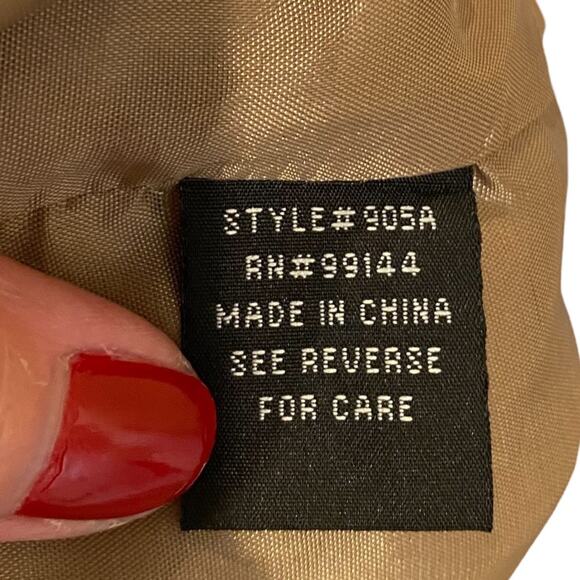 STYLE# 905A
RN#99144
MADE IN CHINA
SEE REVERSE
FOR CARE